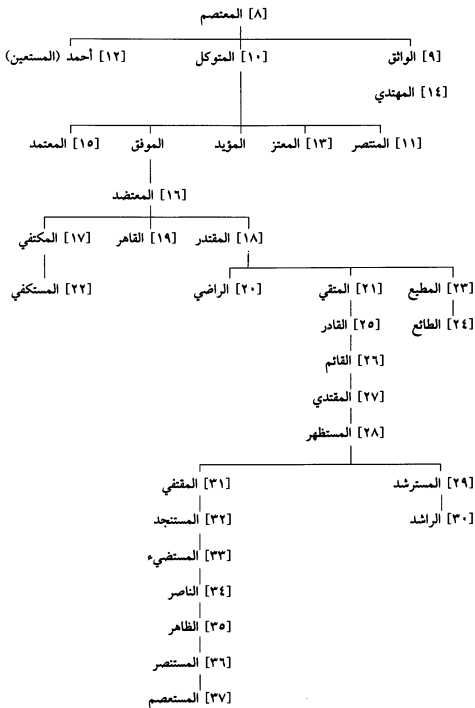 [٨] المعتصم
[٩] الواثق [١٠] المتوكل [١٢] أحمد (المستعين)
[١٤] المهتدي
[١١] المنتصر [١٣] المعتز المؤيد الموفق [١٥] المعتمد
[١٦] المعتضد
[١٨] المقتدر [١٩] القاهر [١٧] المكتفي
[٢٣] المطيع [٢١] المتقي [٢٠] الراضي [٢٢] المستكفي
[٢٤] الطائع [٢٥] القادر
[٢٦] القائم
[٢٧] المقتدي
[٢٨] المستظهر
[٢٩] المسترشد [٣١] المقتفي
[٣٠] الراشد [٣٢] المستنجد
[٣٣] المستضيء
[٣٤] الناصر
[٣٥] الظاهر
[٣٦] المستنصر
[٣٧] المستعصم